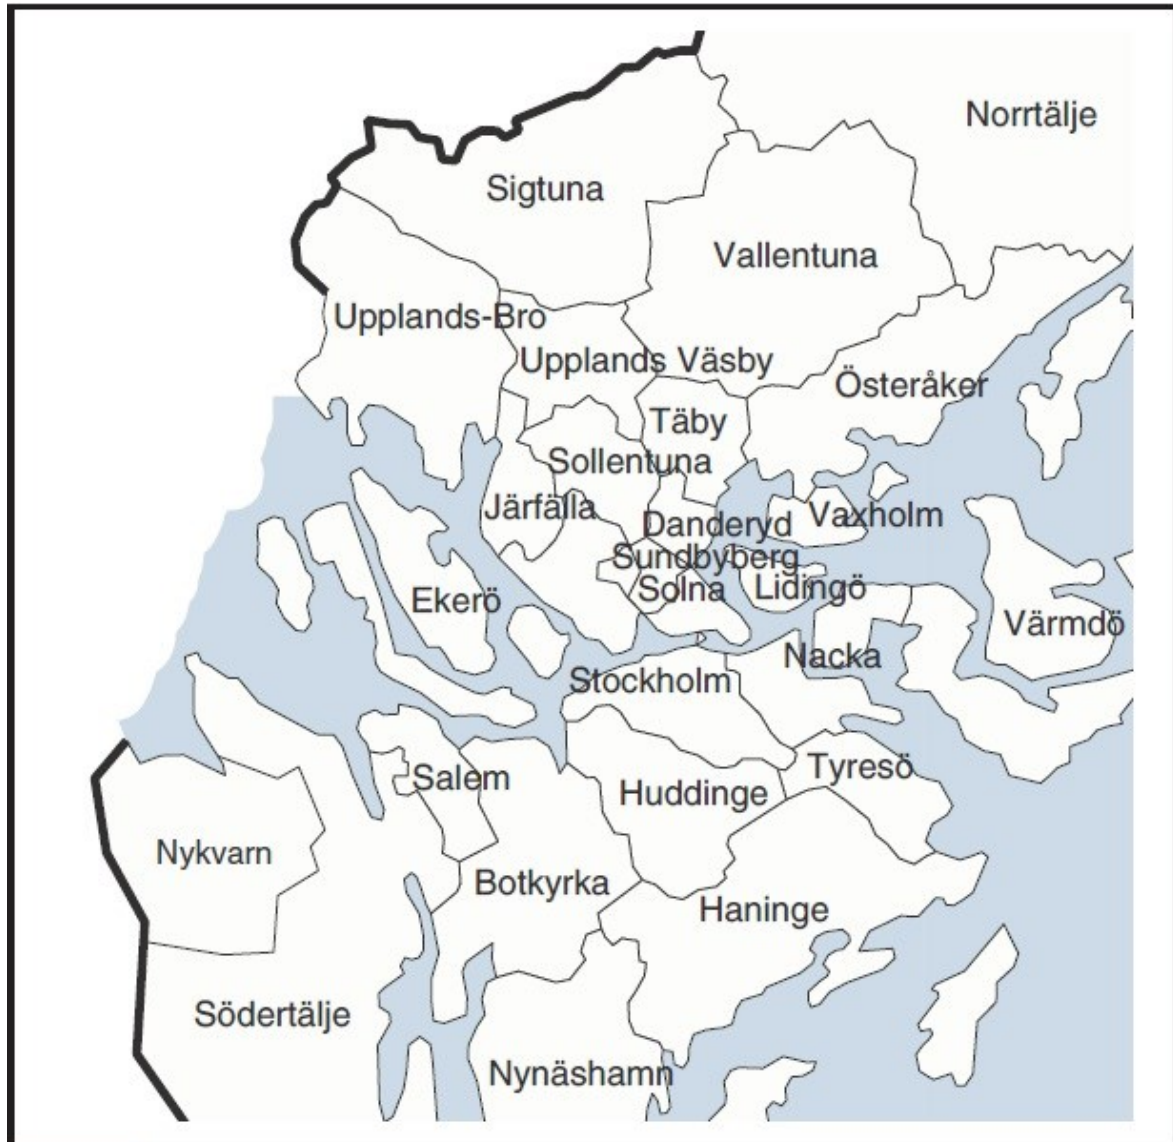 Norrtälje
Sigtuna
Vallentuna
Upplands-Bro
Upplands Väsby
Österåker
Täby
Sollentuna
Järfälla
Danderyd
Vaxholm
Sundbyberg
Solna
Lidingö
Ekerö
Värmdö
Nacka
Stockholm
Tyresö
Salem
Huddinge
Nykvarn
Botkyrka
Haninge
Södertälje
Nynäshamn